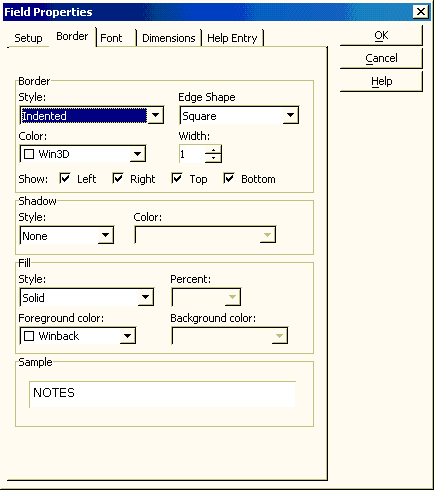 Field Properties
Setup Border Font Dimensions Help Entry
OK
Cancel
Help
Border
Style: Edge Shape
Indented Square
Color: Width:
Win3D 1
Show: Left Right Top Bottom
Shadow
Style: Color:
None
Fill
Style: Percent:
Solid
Foreground color: Background color:
Winback
Sample
NOTES